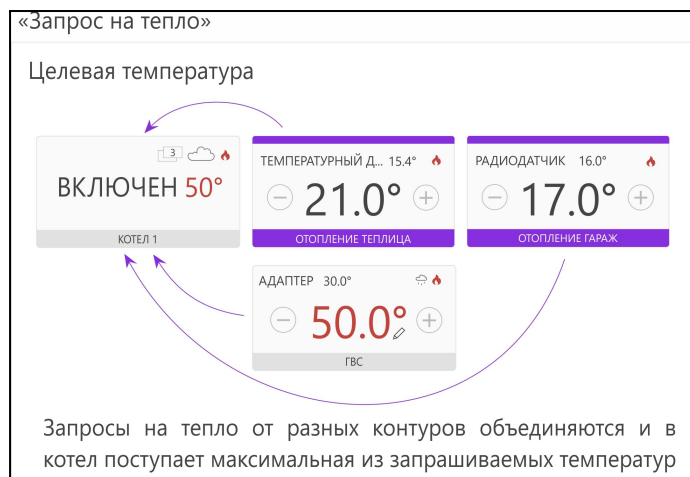 «Запрос на тепло»
Целевая температура
3
ВКЛЮЧЕН 50°
КОТЕЛ 1
ТЕМПЕРАТУРНЫЙ Д... 15.4°
21.0°
ОТОПЛЕНИЕ ТЕПЛИЦА
РАДИОДАТЧИК 16.0°
17.0°
ОТОПЛЕНИЕ ГАРАЖ
АДАПТЕР 30.0°
50.0°
ГВС
Запросы на тепло от разных контуров объединяются и в
котел поступает максимальная из запрашиваемых температур